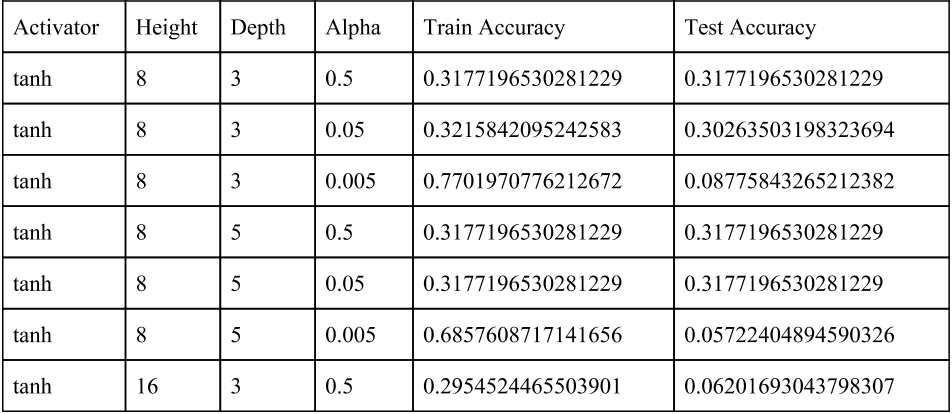 Activator Height Depth Alpha Train Accuracy Test Accuracy
tanh 8 3 0.5 0.3177196530281229 0.3177196530281229
tanh 8 3 0.05 0.3215842095242583 0.30263503198323694
tanh 8 3 0.005 0.7701970776212672 0.08775843265212382
tanh 8 5 0.5 0.3177196530281229 0.3177196530281229
tanh 8 5 0.05 0.3177196530281229 0.3177196530281229
tanh 8 5 0.005 0.6857608717141656 0.05722404894590326
tanh 16 3 0.5 0.2954524465503901 0.06201693043798307